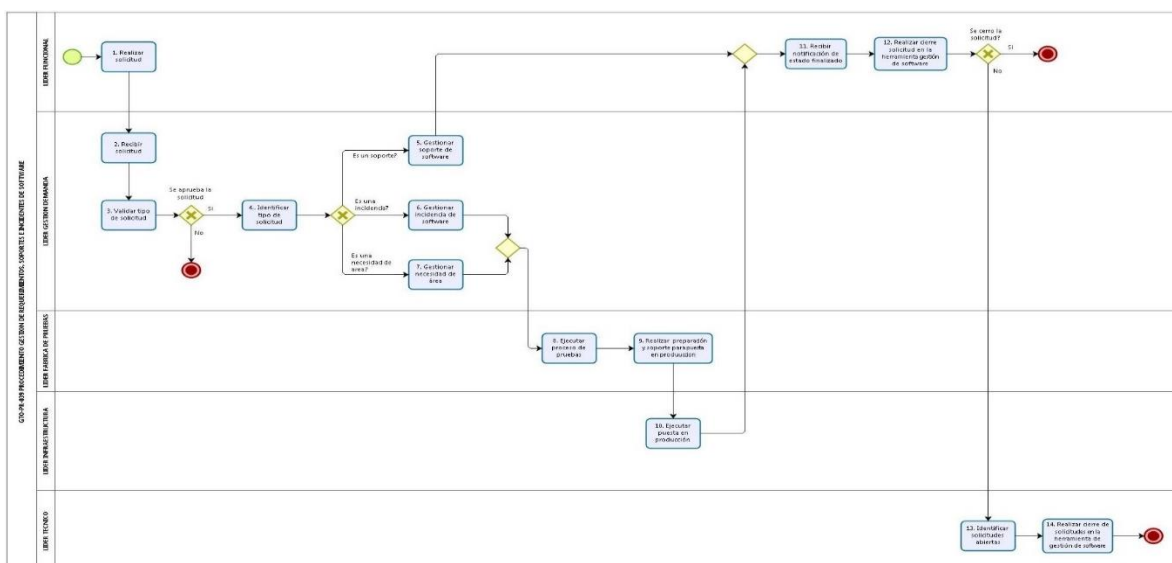 GTO-PR-439 PROCEDIMIENTO GESTION DE REQUERIMIENTOS, SOPORTES E INCIDENTES DE SOFTWARE
LIDER FUNCIONAL
1. Realizar
solicitud
11. Recibir
notificación de
estado finalizado
12. Realizar cierre
solicitud en la
herramienta gestión
de software
Se cerro la
solicitud?
Si
No
LIDER GESTION DEMANDA
2. Recibir
solicitud
3. Validar tipo
de solicitud
Se aprueba la
solicitud
Si
No
4. Identificar
tipo de
solicitud
Es un soporte?
5. Gestionar
soporte de
software
Es una
incidencia?
6. Gestionar
incidencia de
software
Es una
necesidad de
area?
7. Gestionar
necesidad de
área
LIDER FABRICA DE PRUEBAS
8. Ejecutar
proceso de
pruebas
9. Realizar preparación
y soporte para puesta
en produccion
LIDER INFRAESTRUCTURA
10. Ejecutar
puesta en
producción
LIDER TECNICO
13. Identificar
solicitudes
abiertas
14. Realizar cierre de
solicitudes en la
herramienta de
gestión de software